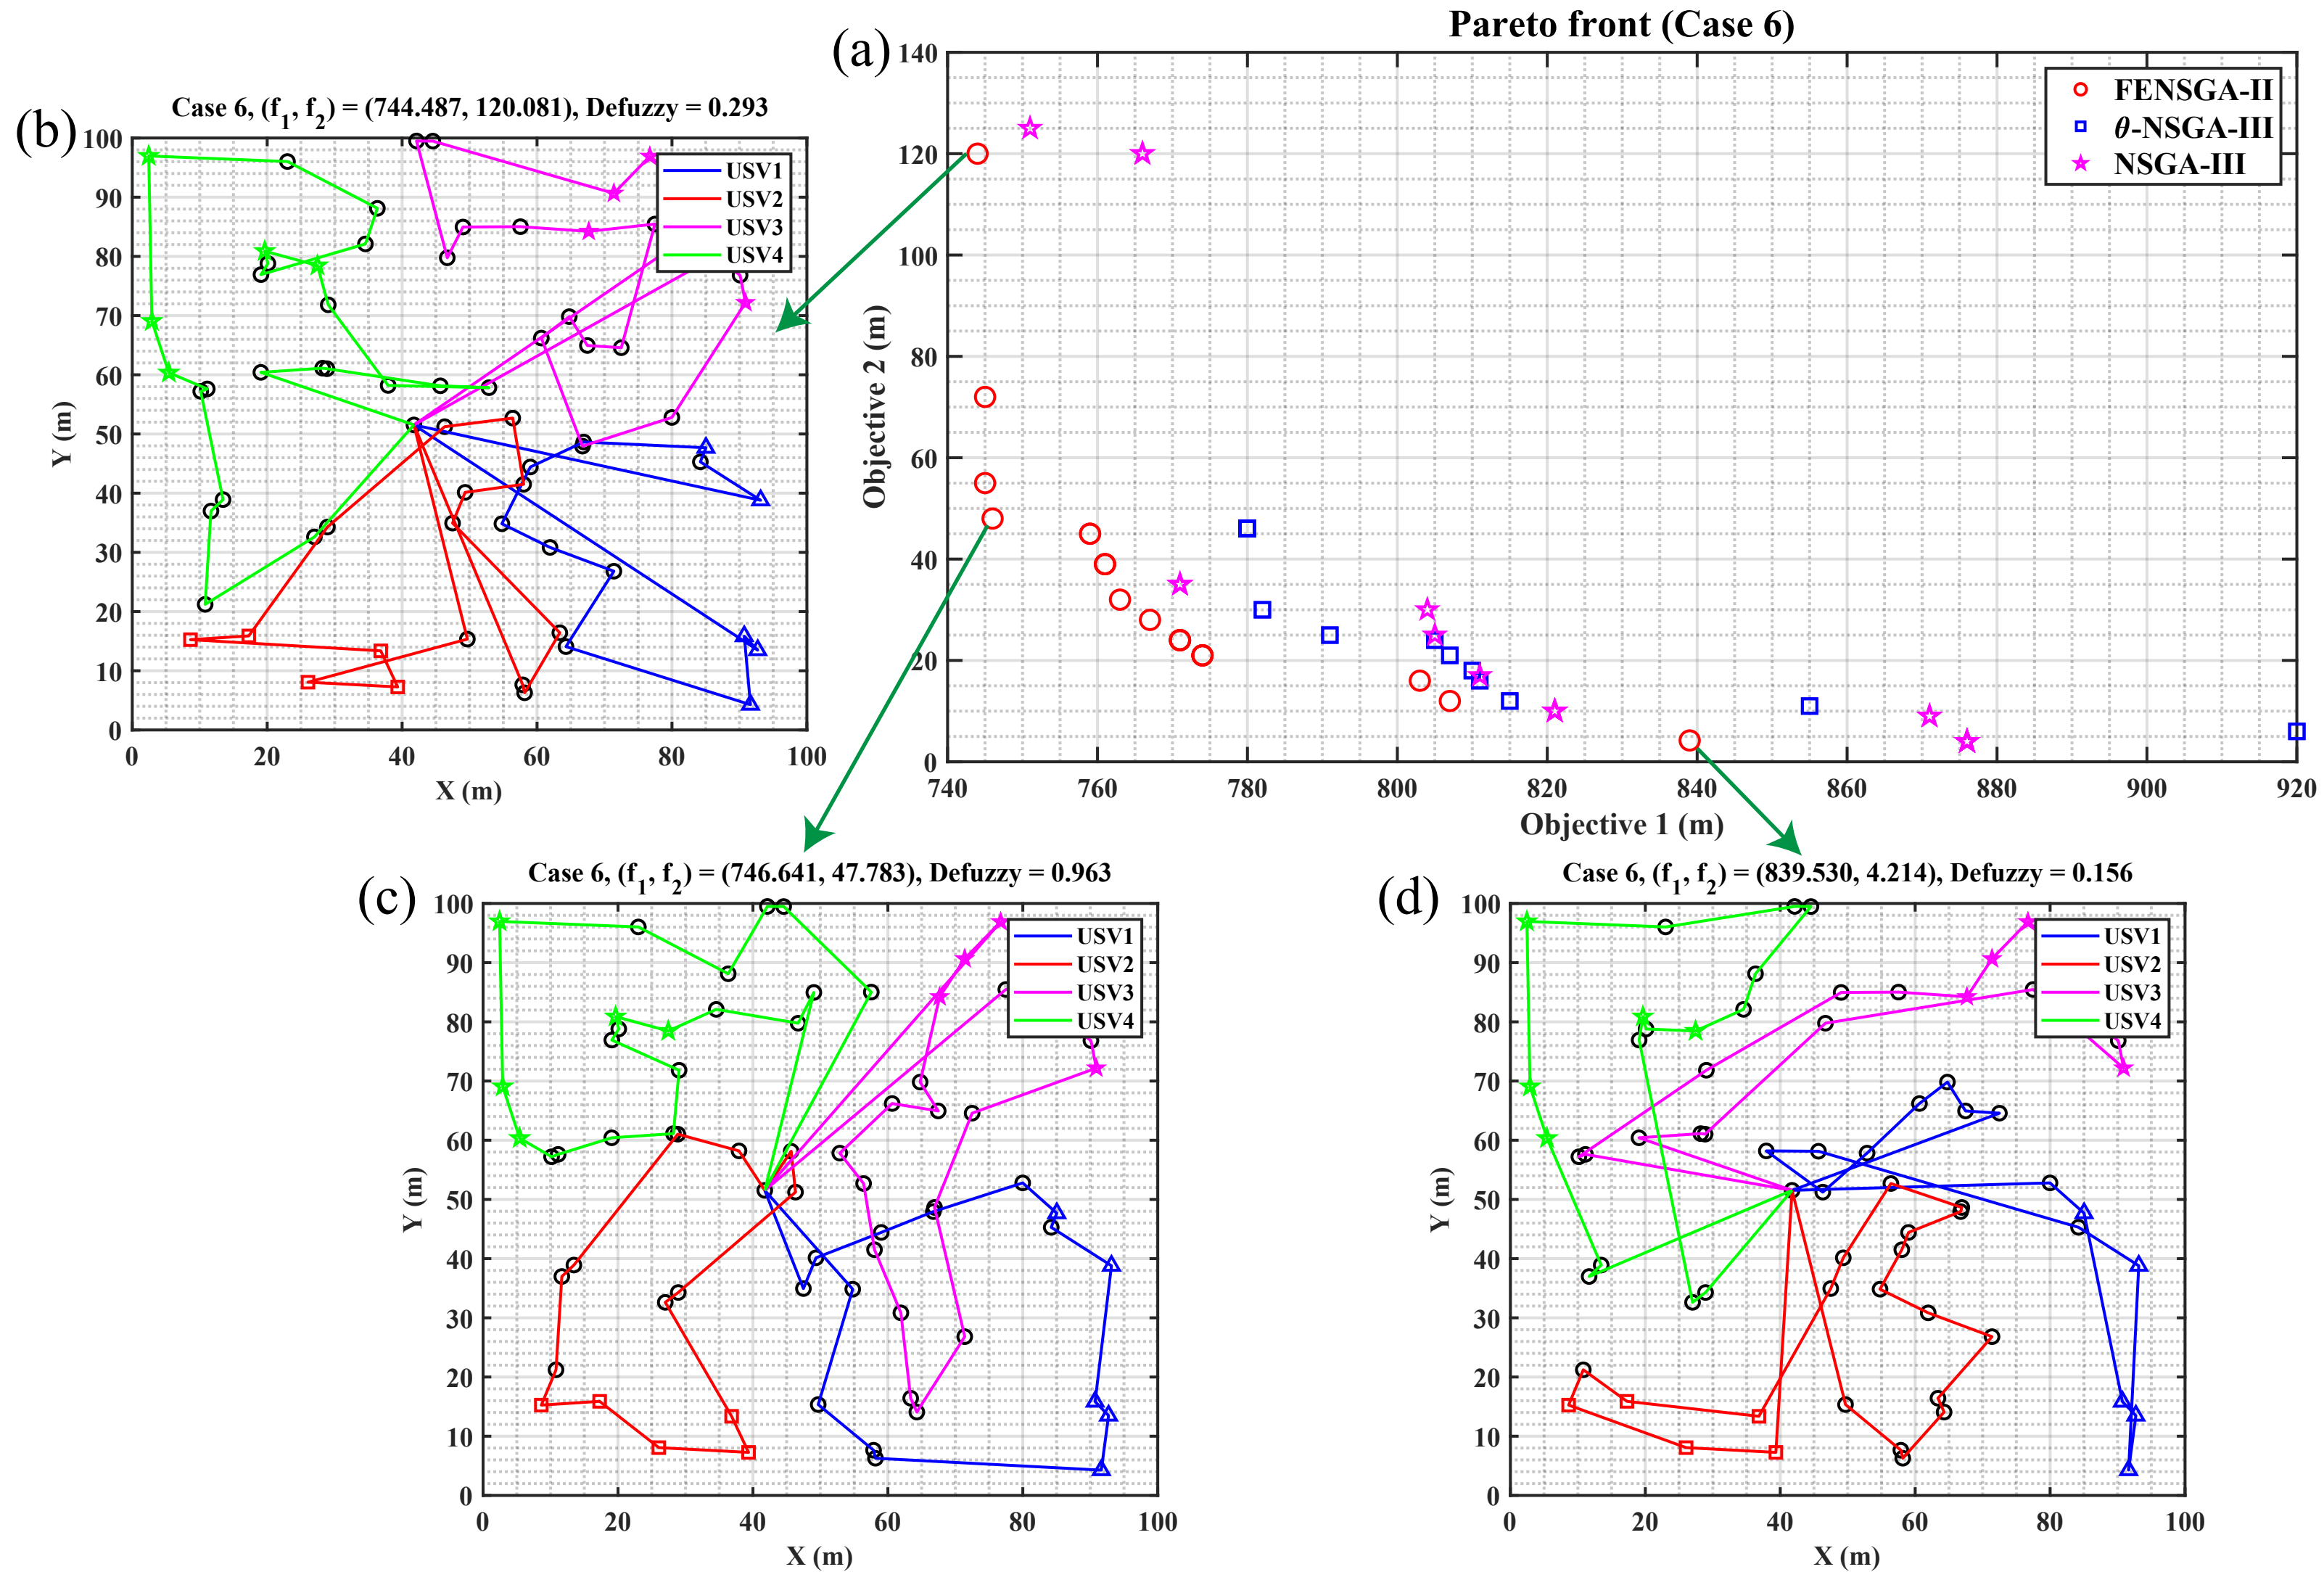 Pareto front (Case 6)
(a)
140
120
100
80
60
40
20
0
Objective 2 (m)
740 760 780 800 820 840 860 880 900 920
Objective 1 (m)
FENSGA-II
θ-NSGA-III
NSGA-III
(b)
Case 6, (f1, f2) = (744.487, 120.081), Defuzzy = 0.293
100
90
80
70
60
50
40
30
20
10
0
Y (m)
0 20 40 60 80 100
X (m)
USV1
USV2
USV3
USV4
(c)
Case 6, (f1, f2) = (746.641, 47.783), Defuzzy = 0.963
100
90
80
70
60
50
40
30
20
10
0
Y (m)
0 20 40 60 80 100
X (m)
USV1
USV2
USV3
USV4
(d)
Case 6, (f1, f2) = (839.530, 4.214), Defuzzy = 0.156
100
90
80
70
60
50
40
30
20
10
0
Y (m)
0 20 40 60 80 100
X (m)
USV1
USV2
USV3
USV4